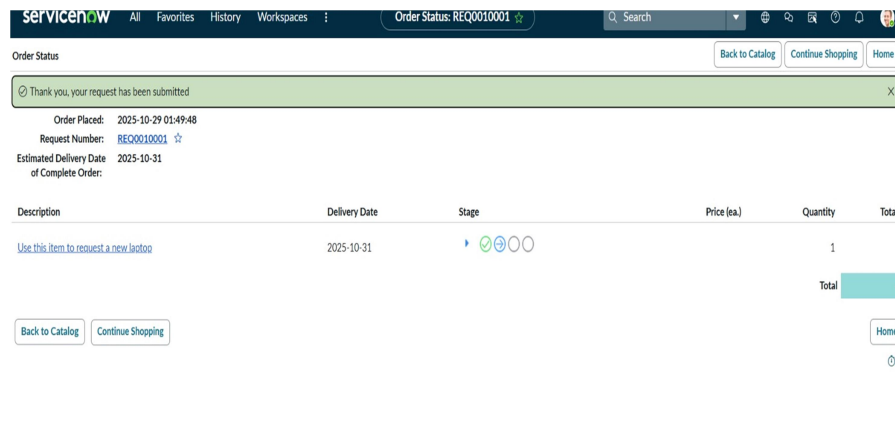 servicenow All Favorites History Workspaces Order Status: REQ0010001 Search
Order Status Back to Catalog Continue Shopping Home
Thank you, your request has been submitted X
Order Placed: 2025-10-29 01:49:48
Request Number: REQ0010001
Estimated Delivery Date 2025-10-31
of Complete Order:
Description Delivery Date Stage Price (ea.) Quantity Tota
Use this item to request a new laptop 2025-10-31 1
Total
Back to Catalog Continue Shopping Home